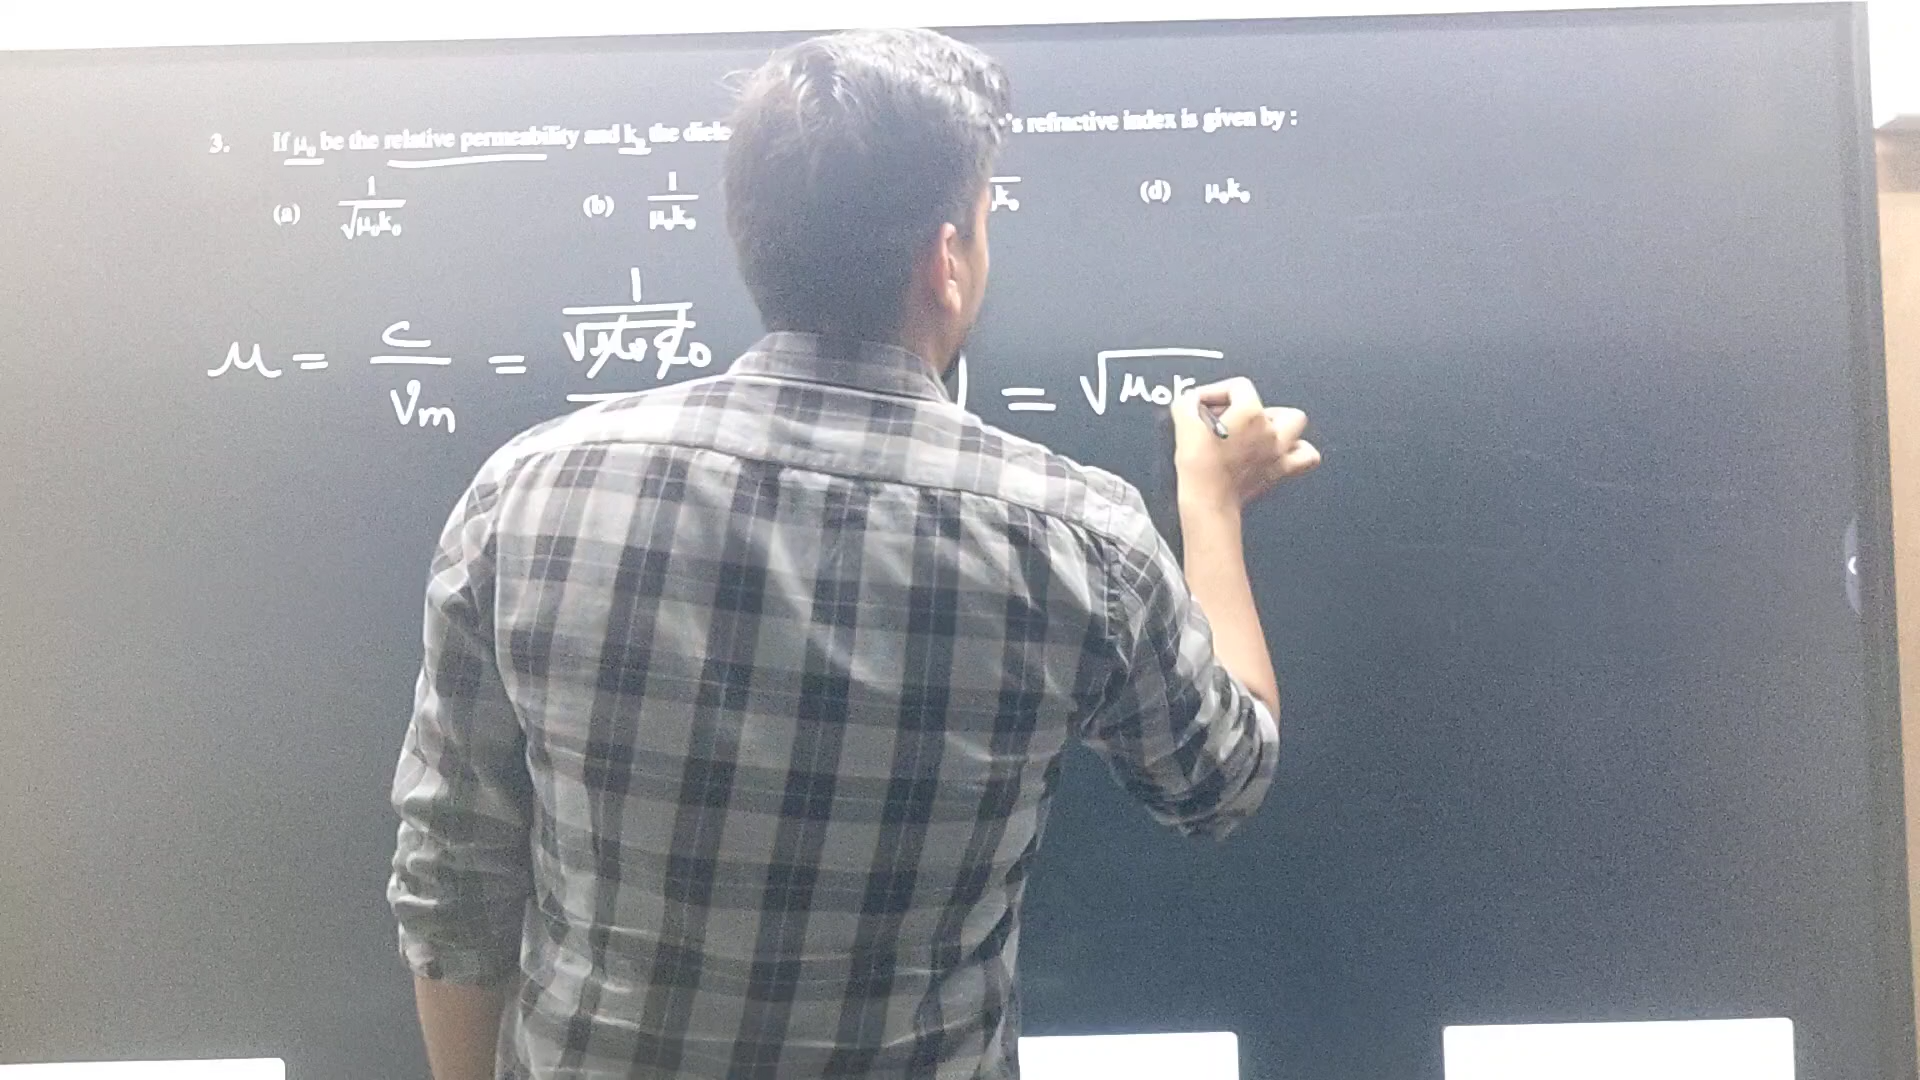 3. If μ₀ be the relative permeability and k₀ the diele 's refractive index is given by :
(a) 1/√μ₀k₀ (b) 1/μ₀k₀ k₀ (d) μ₀k₀
μ = c/vm = 1/√μ₀ε₀ = √μ₀